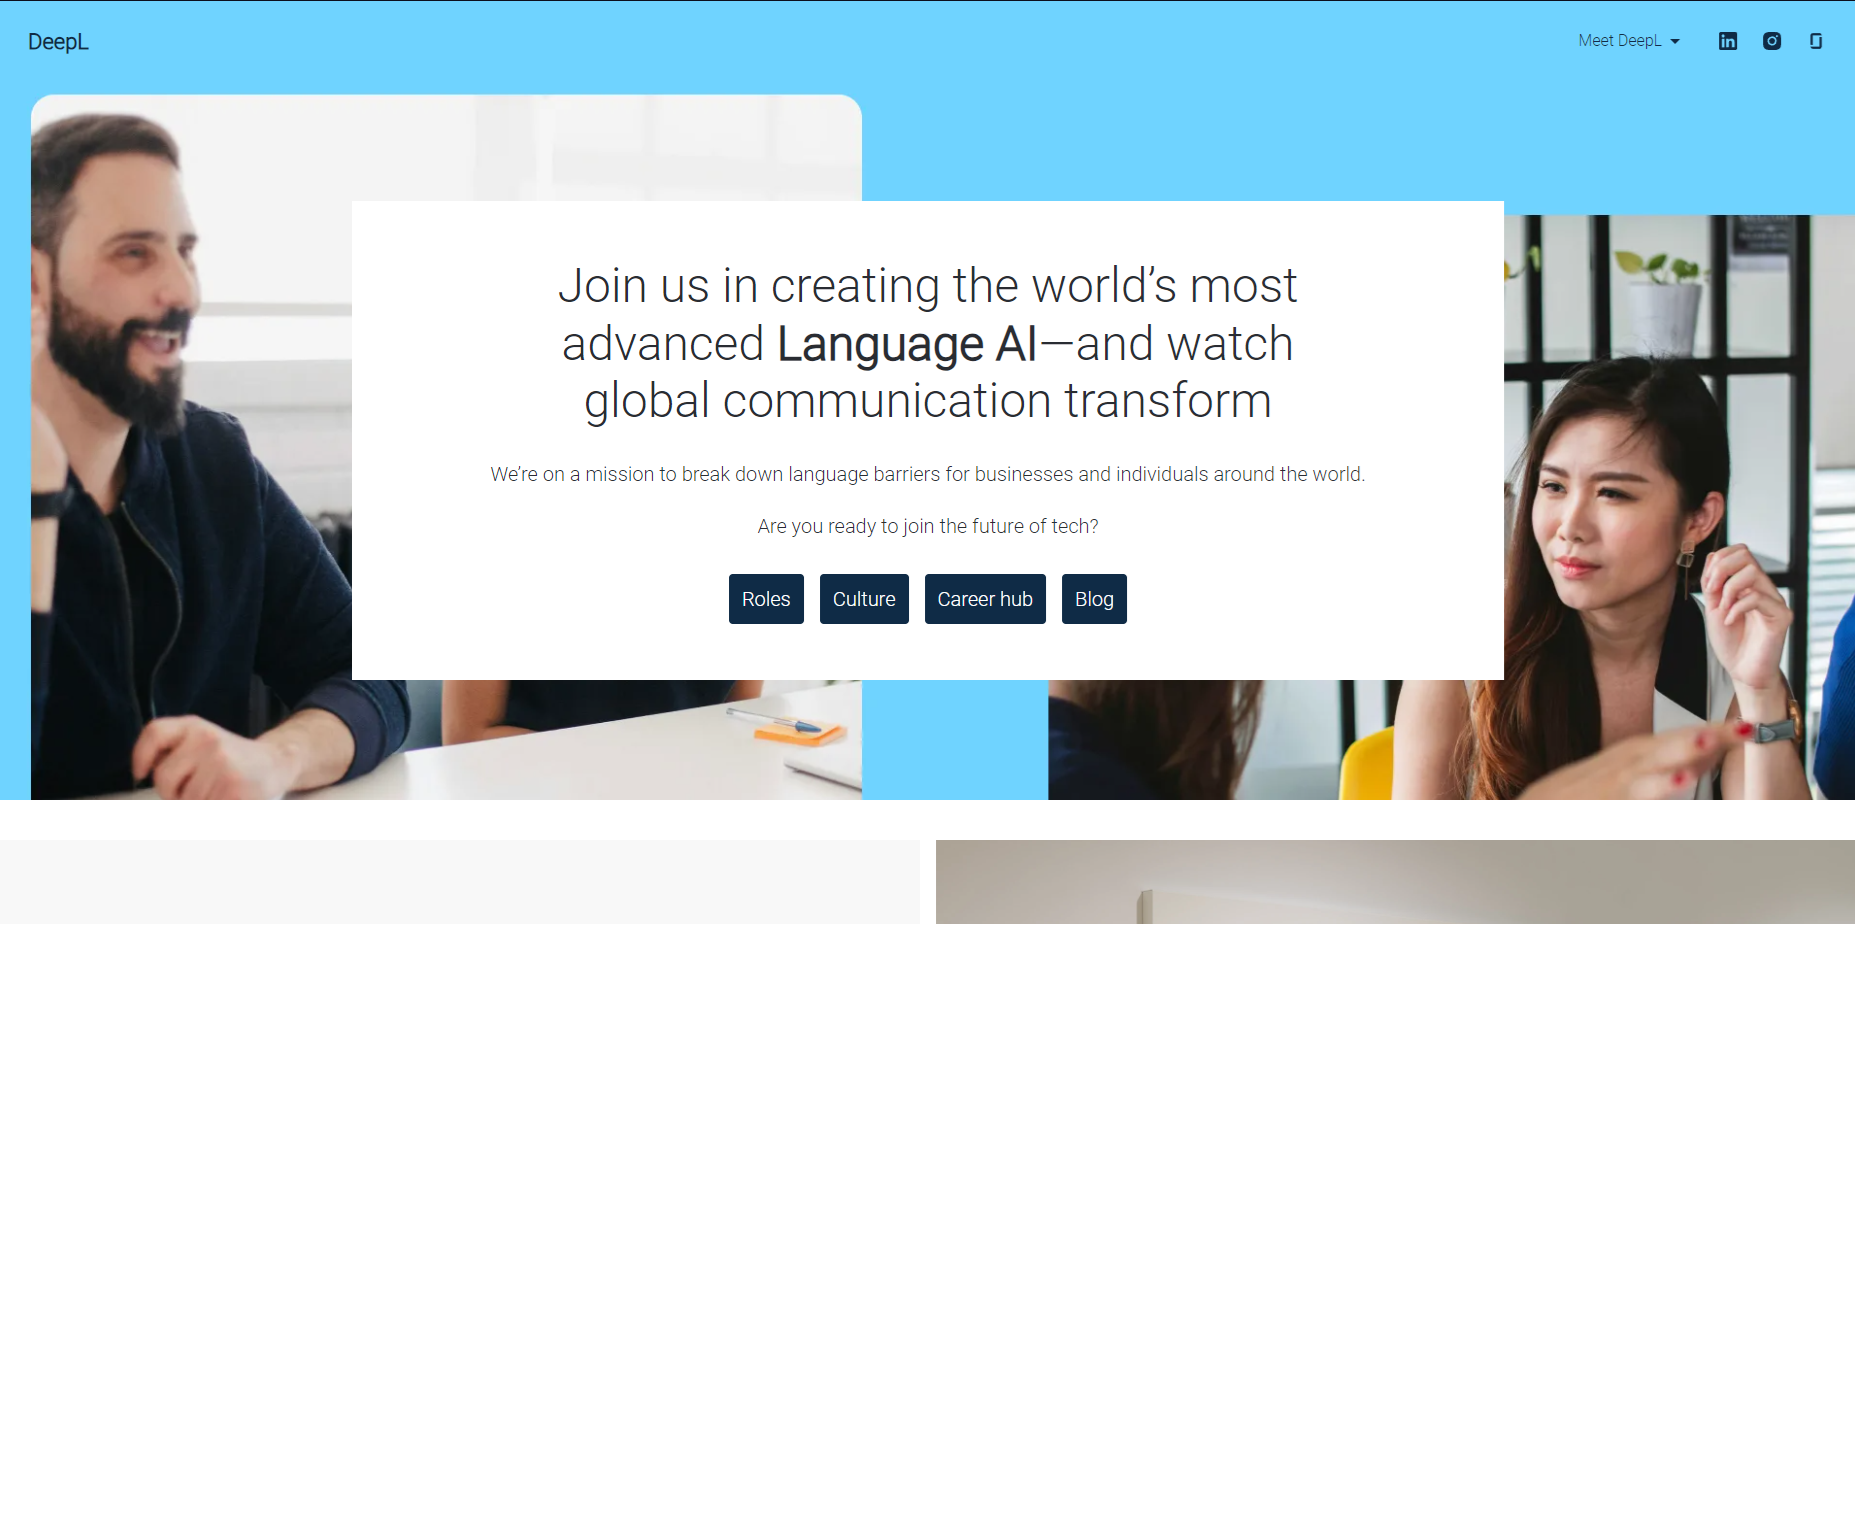 DeepL
Meet DeepL
Join us in creating the world’s most
advanced Language AI—and watch
global communication transform
We’re on a mission to break down language barriers for businesses and individuals around the world.
Are you ready to join the future of tech?
Roles
Culture
Career hub
Blog